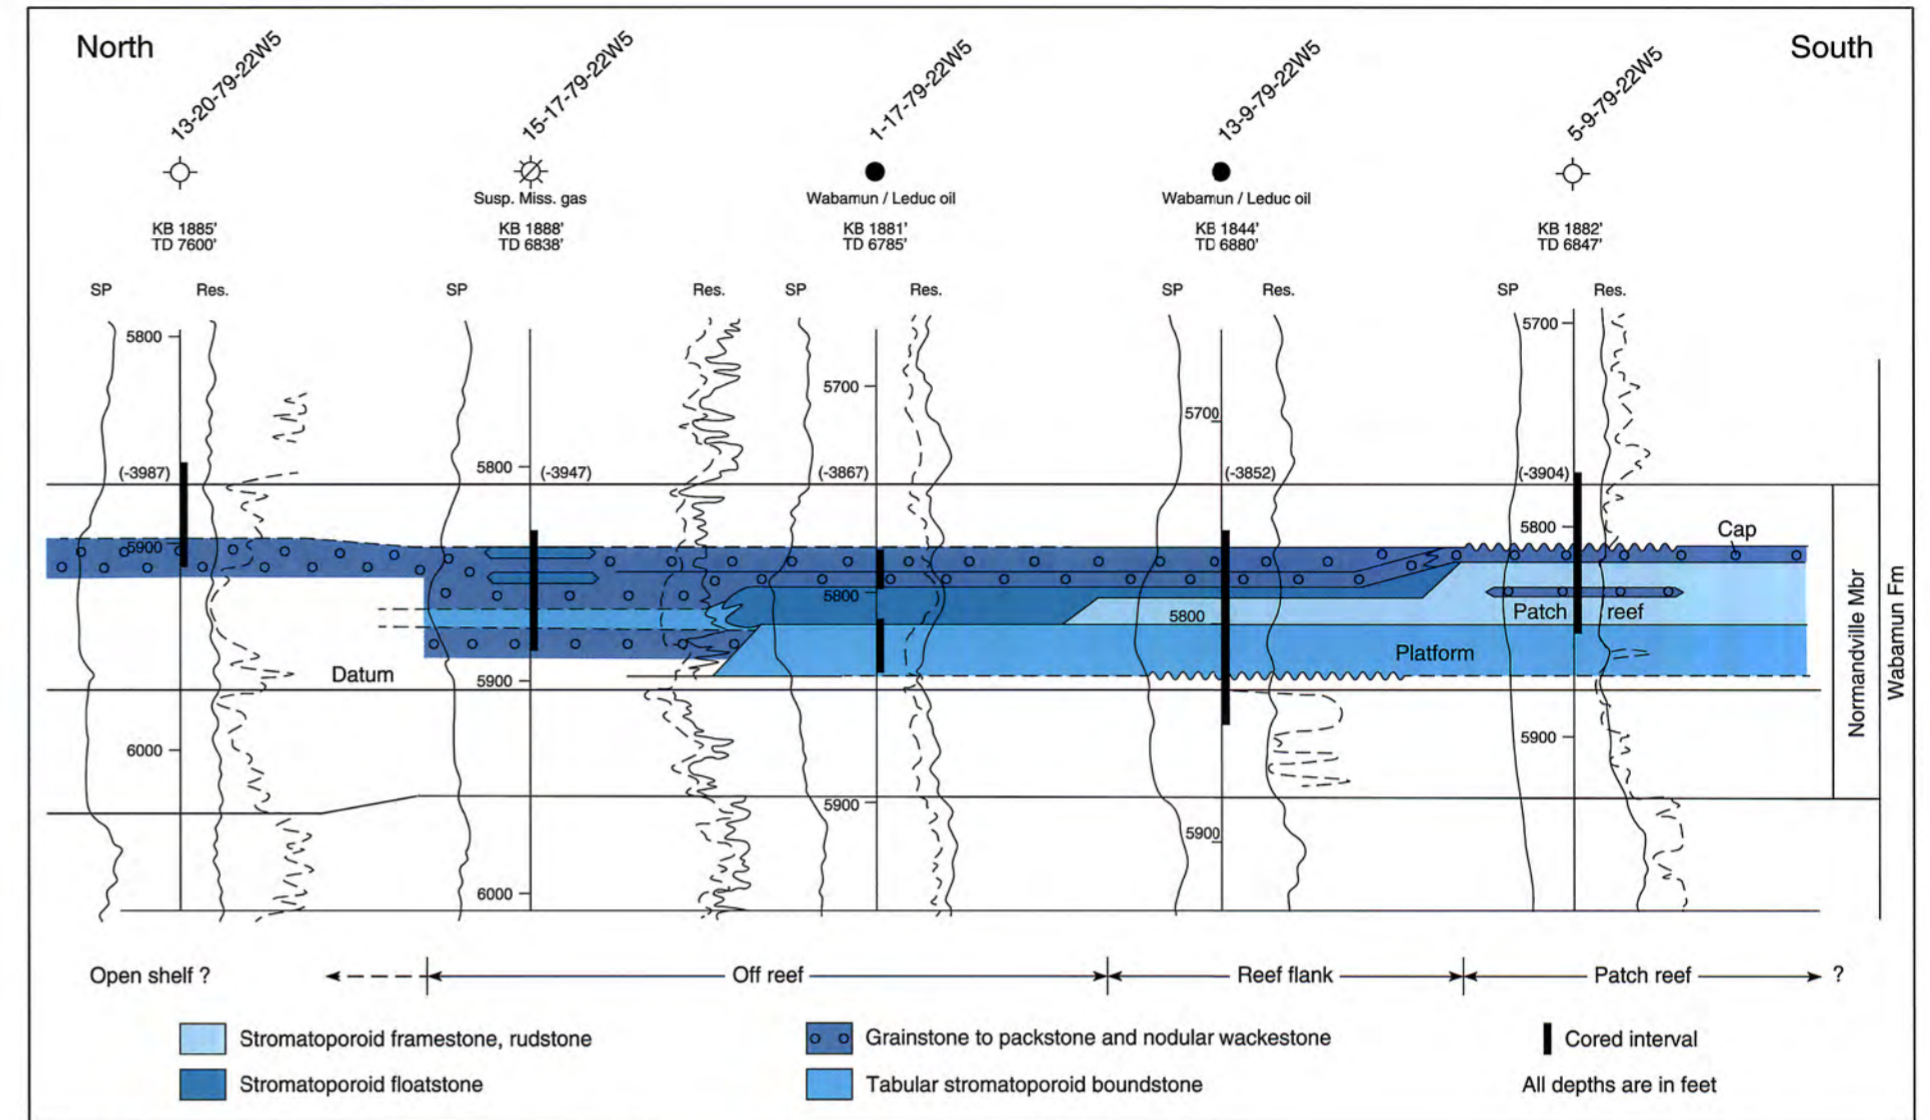 North
South
13-20-79-22W5
15-17-79-22W5
1-17-79-22W5
13-9-79-22W5
5-9-79-22W5
Susp. Miss. gas
Wabamun / Leduc oil
Wabamun / Leduc oil
KB 1885'
TD 7600'
KB 1888'
TD 6838'
KB 1881'
TD 6785'
KB 1844'
TD 6880'
KB 1882'
TD 6847'
SP
Res.
SP
Res.
SP
Res.
SP
Res.
SP
Res.
5800
5700
5700
5700
(-3987)
5800
(-3947)
(-3867)
(-3852)
(-3904)
5900
5800
Cap
5800
5800
Patch reef
Platform
Datum
5900
6000
5900
5900
5900
6000
Normandville Mbr
Wabamun Fm
Open shelf ?
Off reef
Reef flank
Patch reef
?
Stromatoporoid framestone, rudstone
Grainstone to packstone and nodular wackestone
Cored interval
Stromatoporoid floatstone
Tabular stromatoporoid boundstone
All depths are in feet